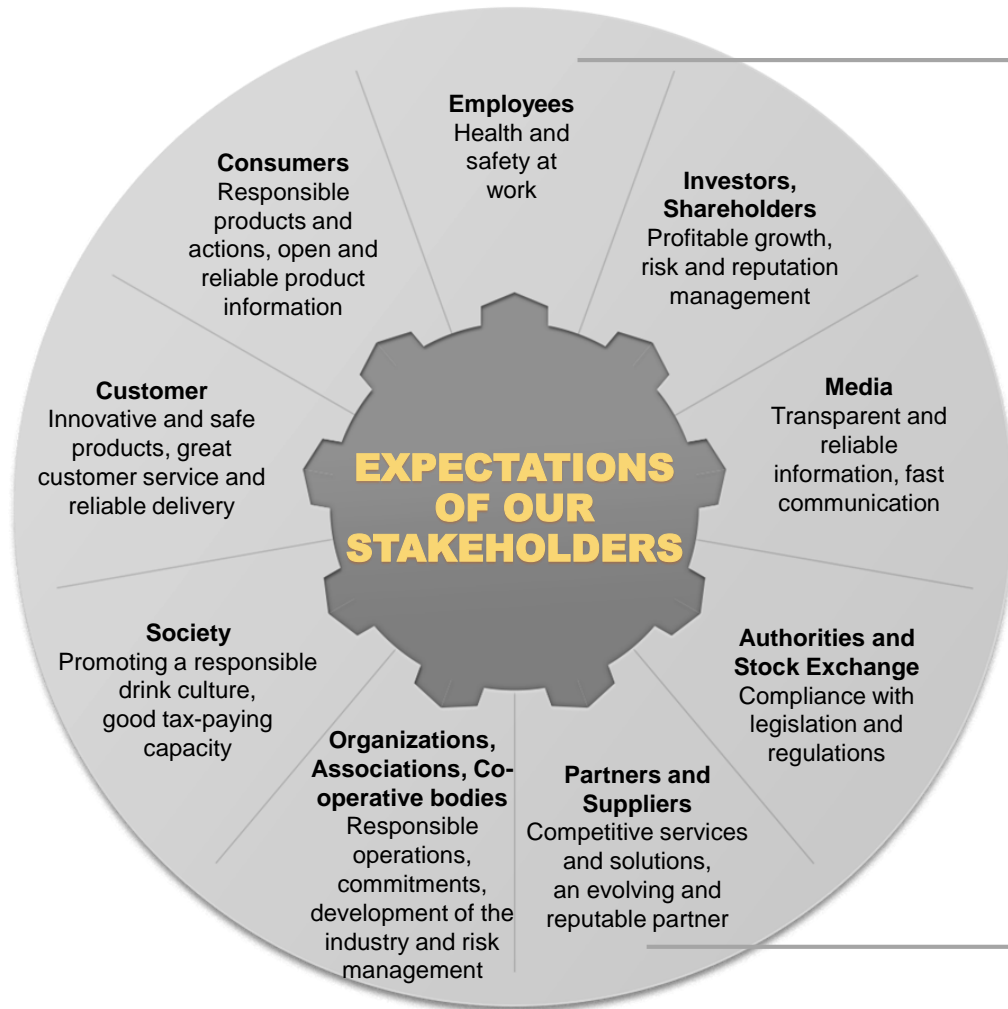 Employees
Health and
safety at
work
Investors,
Shareholders
Profitable growth,
risk and reputation
management
Media
Transparent and
reliable
information, fast
communication
Authorities and
Stock Exchange
Compliance with
legislation and
regulations
Partners and
Suppliers
Competitive services
and solutions,
an evolving and
reputable partner
Organizations,
Associations, Co-
operative bodies
Responsible
operations,
commitments,
development of the
industry and risk
management
Society
Promoting a responsible
drink culture,
good tax-paying
capacity
Customer
Innovative and safe
products, great
customer service and
reliable delivery
Consumers
Responsible
products and
actions, open and
reliable product
information
EXPECTATIONS
OF OUR
STAKEHOLDERS